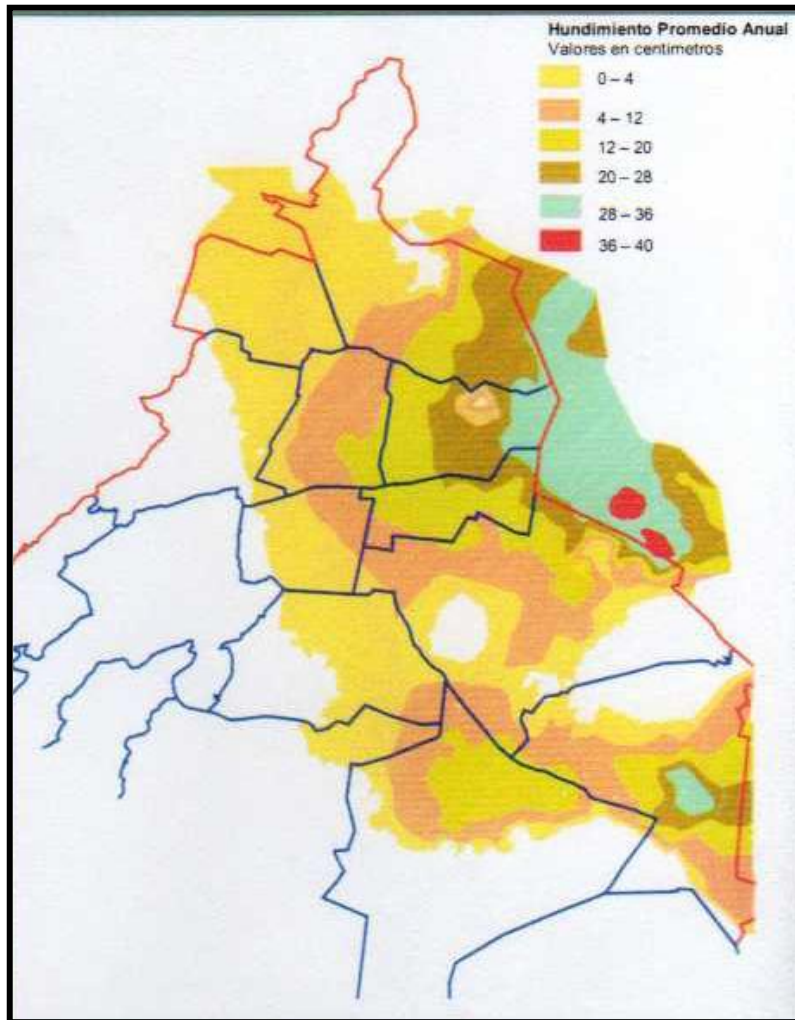 Hundimiento Promedio Anual
Valores en centimetros
0 – 4
4 – 12
12 – 20
20 – 28
28 – 36
36 – 40